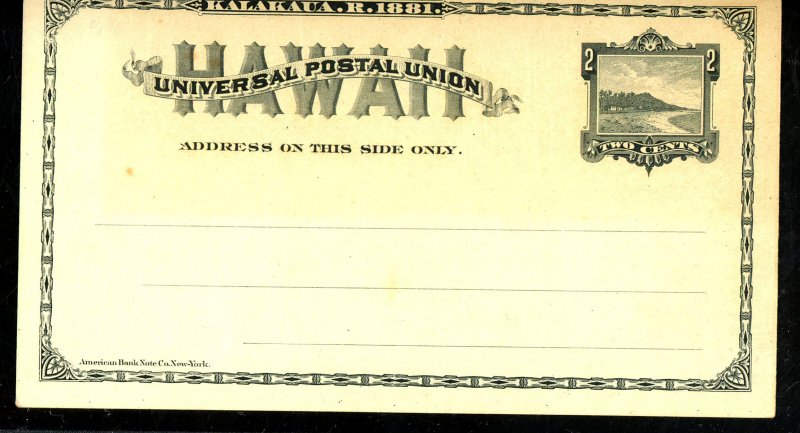 KALAKAUA. R. 1881.
HAWAII
UNIVERSAL POSTAL UNION
2 2
TWO CENTS
ADDRESS ON THIS SIDE ONLY.
American Bank Note Co. New-York.